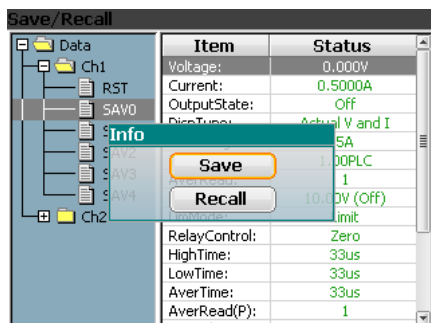 Save/Recall
Data
Ch1
RST
SAV0
SAV2
SAV3
SAV4
Ch2
Item Status
Voltage: 0.000V
Current: 0.5000A
OutputState: Off
Actual V and I
5A
1.00PLC
1
10.00V (Off)
Limit
RelayControl: Zero
HighTime: 33us
LowTime: 33us
AverTime: 33us
AverRead(P): 1
Info
Save
Recall